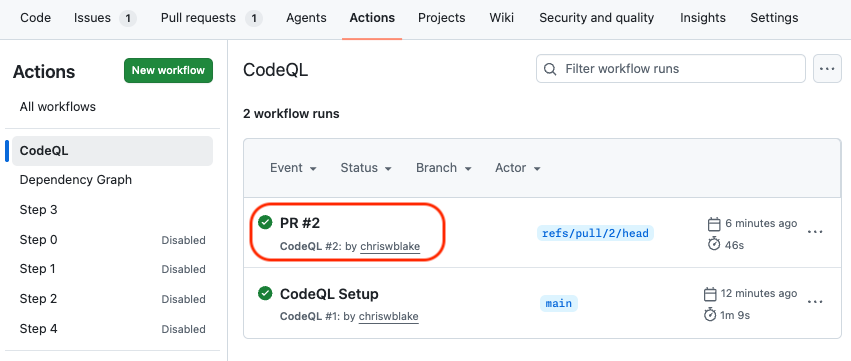 Code Issues 1 Pull requests 1 Agents Actions Projects Wiki Security and quality Insights Settings
Actions New workflow
All workflows
CodeQL
Dependency Graph
Step 3
Step 0 Disabled
Step 1 Disabled
Step 2 Disabled
Step 4 Disabled
CodeQL Filter workflow runs
2 workflow runs
Event Status Branch Actor
PR #2
CodeQL #2: by chriswblake
refs/pull/2/head
6 minutes ago
46s
CodeQL Setup
CodeQL #1: by chriswblake
main
12 minutes ago
1m 9s